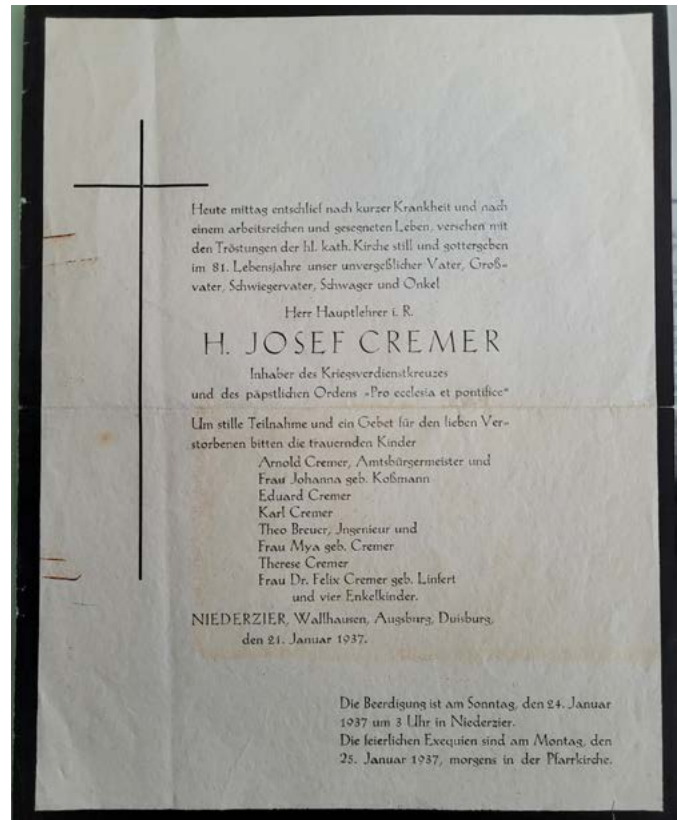 Heute mittag entschlief nach kurzer Krankheit und nach
einem arbeitsreichen und gesegneten Leben, versehen mit
den Tröstungen der hl. kath. Kirche still und gottergeben
im 81. Lebensjahre unser unvergeßlicher Vater, Groß-
vater, Schwiegervater, Schwager und Onkel
Herr Hauptlehrer i. R.
H. JOSEF CREMER
Inhaber des Kriegsverdienstkreuzes
und des päpstlichen Ordens »Pro ecclesia et pontifice«
Um stille Teilnahme und ein Gebet für den lieben Ver-
storbenen bitten die trauernden Kinder
Arnold Cremer, Amtsbürgermeister und
Frau Johanna geb. Koßmann
Eduard Cremer
Karl Cremer
Theo Breuer, Jngenieur und
Frau Mya geb. Cremer
Therese Cremer
Frau Dr. Felix Cremer geb. Linfert
und vier Enkelkinder.
NIEDERZIER, Wallhausen, Augsburg, Duisburg,
den 21. Januar 1937.
Die Beerdigung ist am Sonntag, den 24. Januar
1937 um 3 Uhr in Niederzier.
Die feierlichen Exequien sind am Montag, den
25. Januar 1937, morgens in der Pfarrkirche.